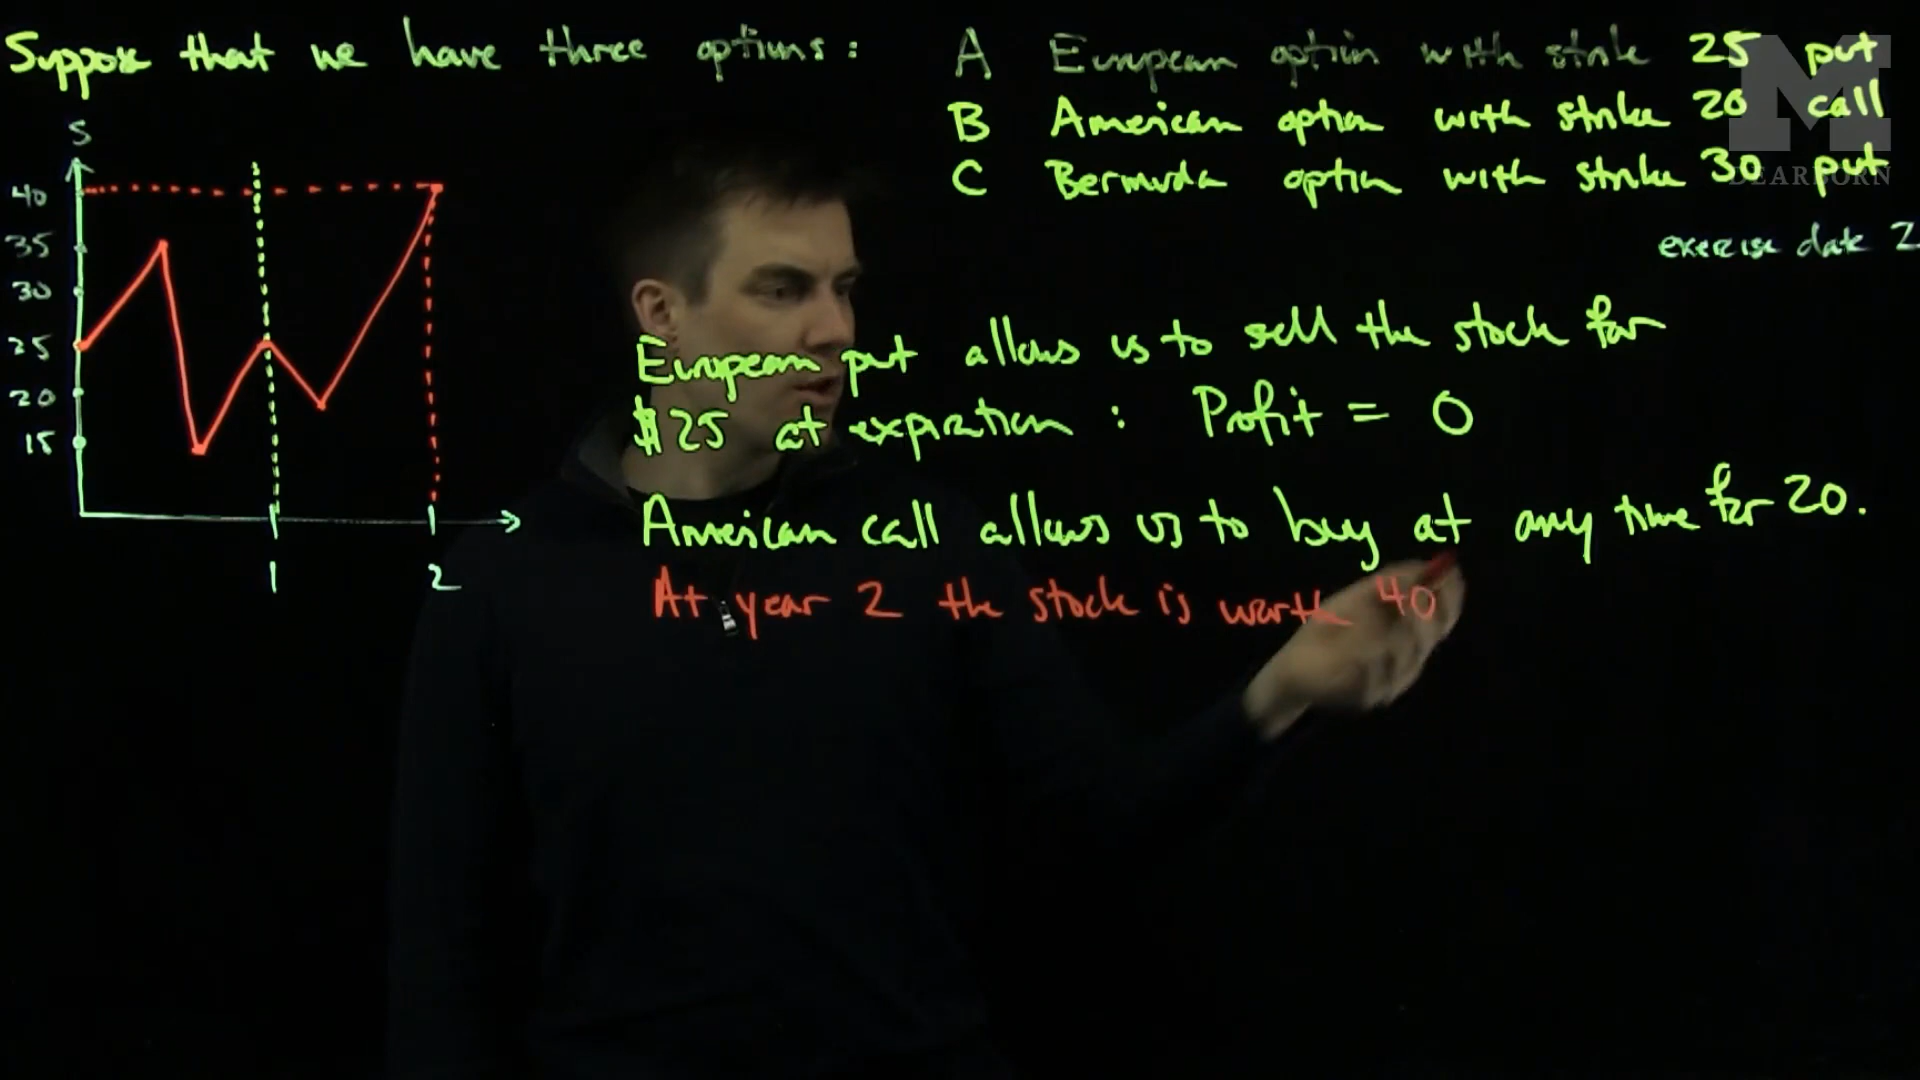 Suppose that we have three options:
A European option with strike 25 put
B American option with strike 20 call
C Bermuda option with strike 30 put
exercise date 2
S
40
35
30
25
20
15
1
2
European put allows us to sell the stock for
$25 at expiration : Profit = 0
American call allows us to buy at any time for 20.
At year 2 the stock is worth 40
M
DEARBORN